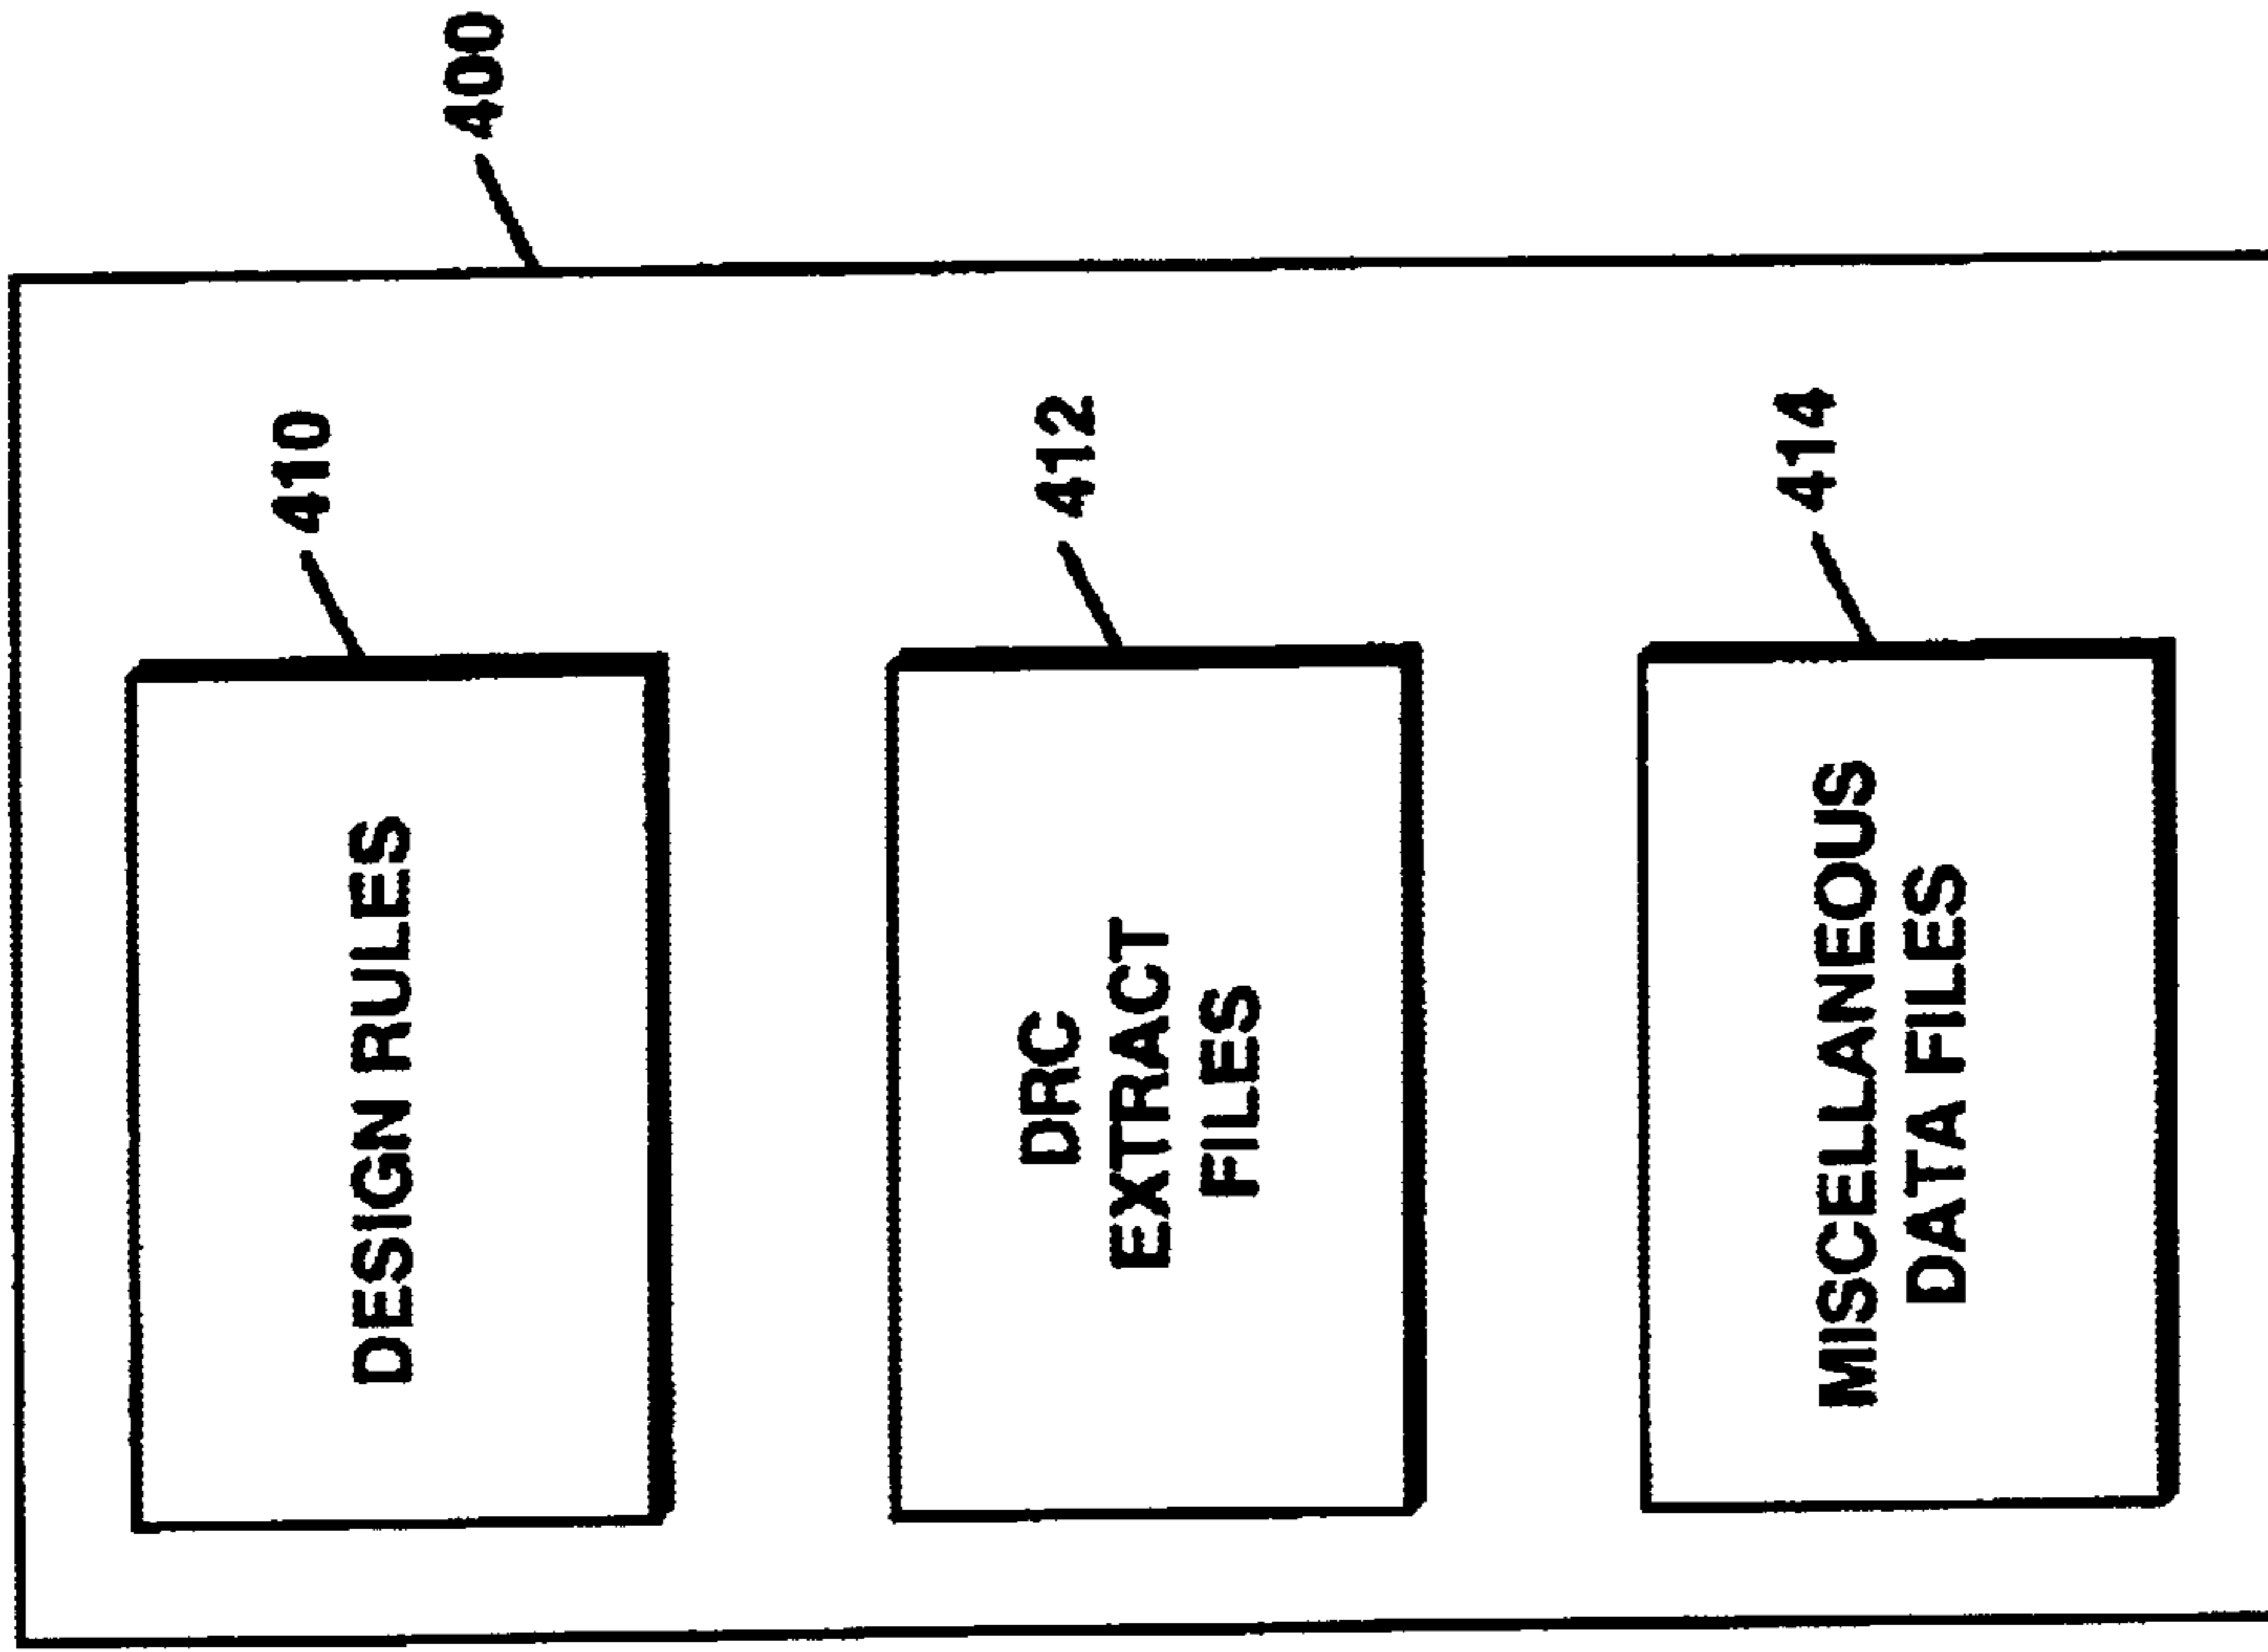 400
410
DESIGN RULES
412
DRC
EXTRACT
FILES
414
MISCELLANEOUS
DATA FILES